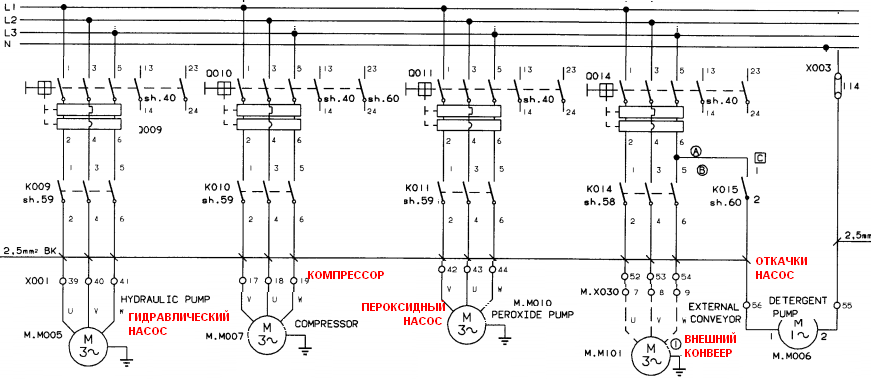 L1
L2
L3
N
1 3 5 13 23
Q010 1 3 5 13 23
Q011 1 3 5 13 23
Q014 1 3 5 13 23
X003
114
sh.40
sh.40 sh.60
sh.40
sh.40
14 24
14 24
14 24
14 24
Q009
2 4 6
2 4 6
2 4 6
2 4 6
A
B
C
K009
sh.59
1 3 5
K010
sh.59
1 3 5
K011
sh.59
1 3 5
K014
sh.58
1 3 5
K015
sh.60
1
2
2 4 6
2 4 6
2 4 6
2 4 6
2,5mm² BK
2,5mm
ОТКАЧКИ
НАСОС
X001 39 40 41
17 18 19
КОМПРЕССОР
42 43 44
52 53 54
M.X030 7 8 9
HYDRAULIC PUMP
ГИДРАВЛИЧЕСКИЙ
НАСОС
U V W
M.M005
M
3~
V U W
COMPRESSOR
M.M007
M
3~
ПЕРОКСИДНЫЙ
НАСОС
V U W
M.M010
PEROXIDE PUMP
M
3~
EXTERNAL
CONVEYOR
U V W
1
ВНЕШНИЙ
КОНВЕЕР
M.M101
M
3~
56 55
DETERGENT
PUMP
1 M 2
1~
M.M006